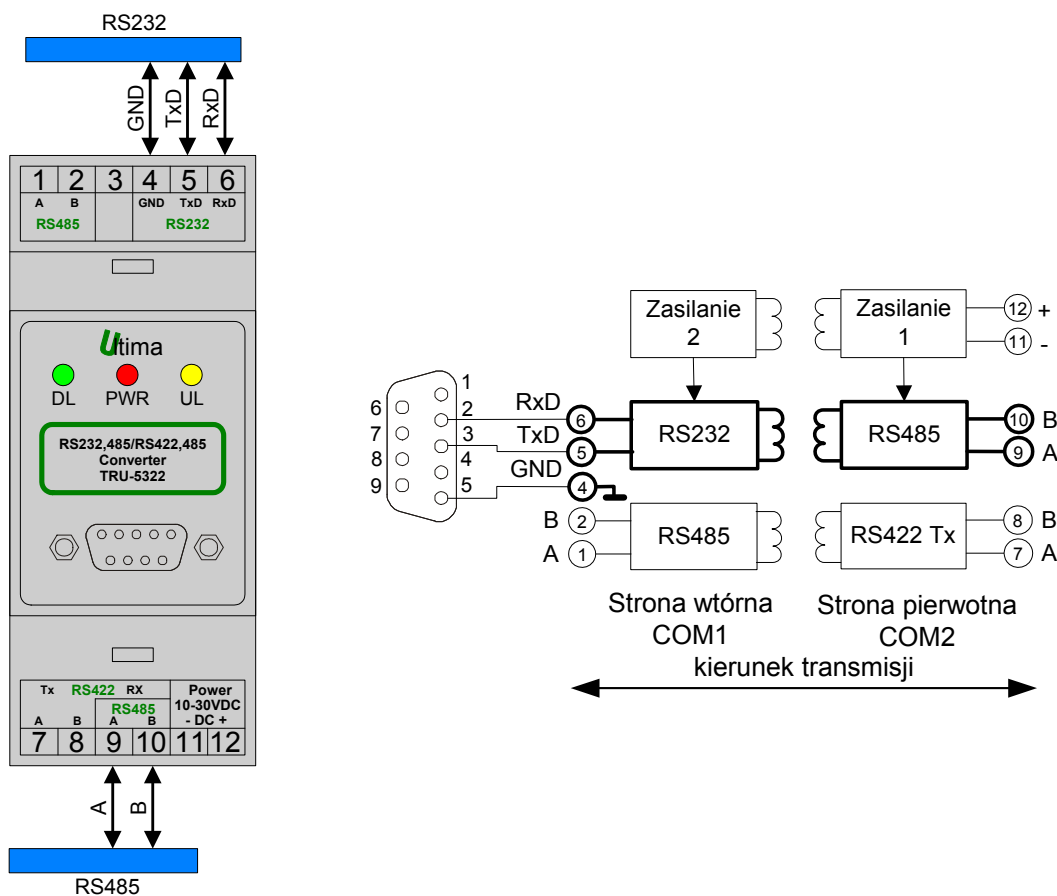 RS232
GND
TxD
RxD
1 2 3 4 5 6
A B GND TxD RxD
RS485 RS232
Ultima
DL PWR UL
RS232,485/RS422,485
Converter
TRU-5322
Tx RS422 RX Power
RS485 10-30VDC
A B A B - DC +
7 8 9 10 11 12
A
B
RS485
Zasilanie
2
Zasilanie
1
12 +
11 -
1
6
2
7
3
8
4
9
5
RxD
6
TxD
5
GND
4
RS232
RS485
10 B
9 A
B 2
A 1
RS485
RS422 Tx
8 B
7 A
Strona wtórna
COM1
Strona pierwotna
COM2
kierunek transmisji